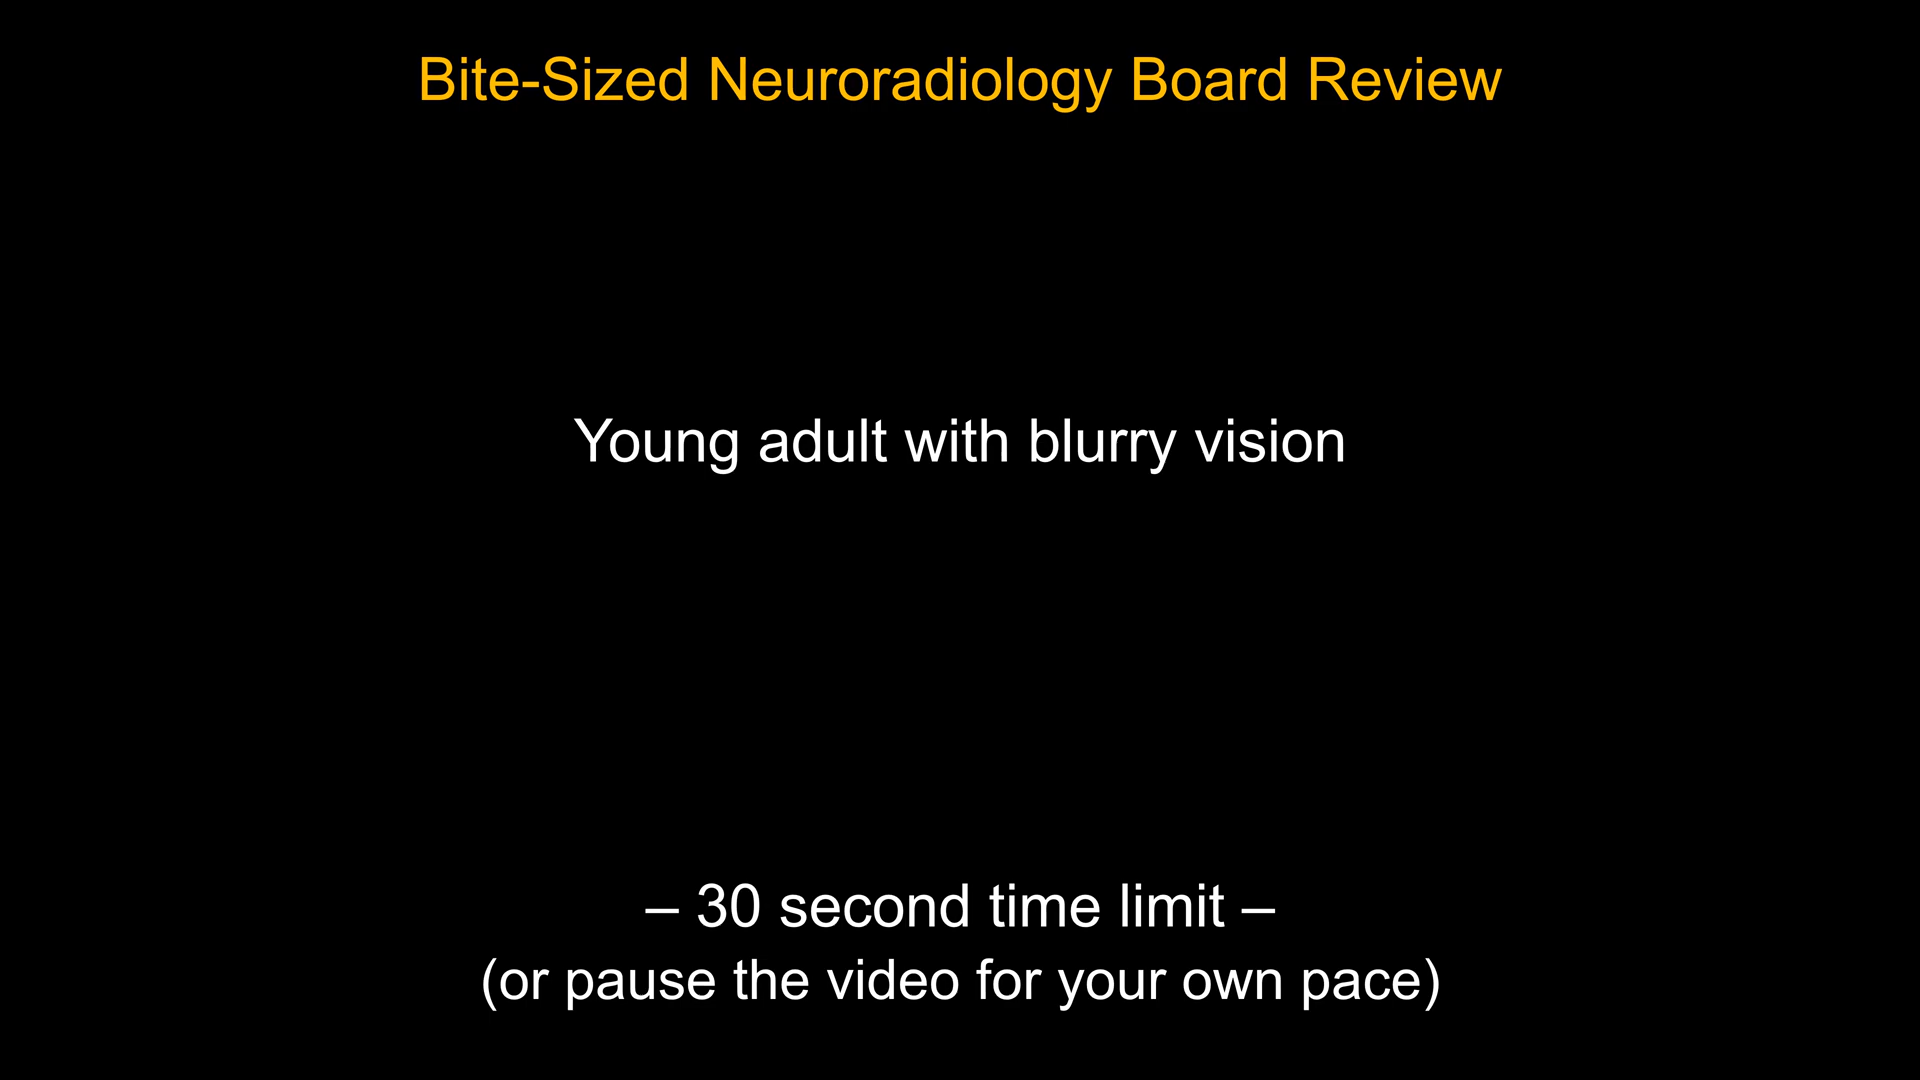 Bite-Sized Neuroradiology Board Review
Young adult with blurry vision
– 30 second time limit –
(or pause the video for your own pace)